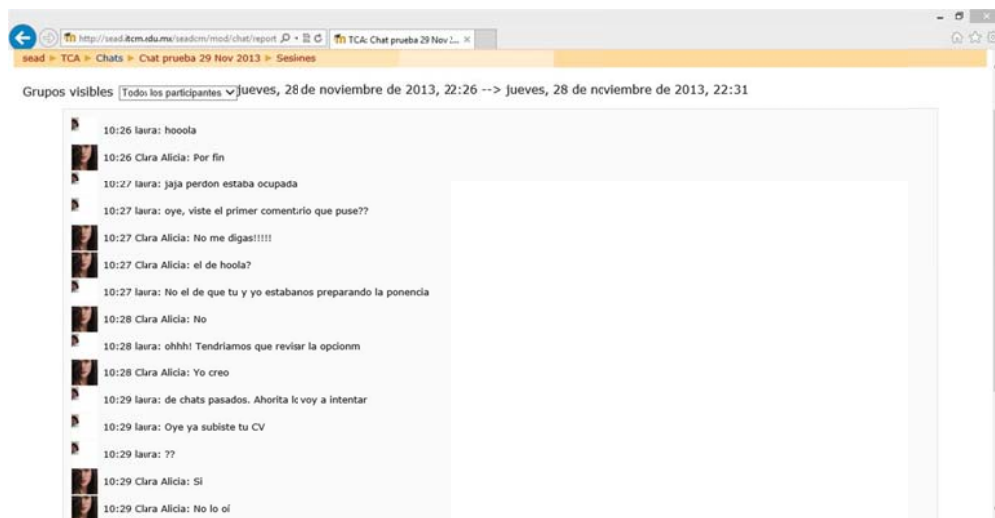 http://sead.itcm.edu.mx/seadcm/mod/chat/report
TCA: Chat prueba 29 Nov 2...
sead ► TCA ► Chats ► Chat prueba 29 Nov 2013 ► Sesiones
Grupos visibles Todos los participantes jueves, 28 de noviembre de 2013, 22:26 --> jueves, 28 de noviembre de 2013, 22:31
10:26 laura: hooola
10:26 Clara Alicia: Por fin
10:27 laura: jaja perdon estaba ocupada
10:27 laura: oye, viste el primer comentario que puse??
10:27 Clara Alicia: No me digas!!!!!
10:27 Clara Alicia: el de hoola?
10:27 laura: No el de que tu y yo estabanos preparando la ponencia
10:28 Clara Alicia: No
10:28 laura: ohhh! Tendriamos que revisar la opcionm
10:28 Clara Alicia: Yo creo
10:29 laura: de chats pasados. Ahorita lo voy a intentar
10:29 laura: Oye ya subiste tu CV
10:29 laura: ??
10:29 Clara Alicia: Si
10:29 Clara Alicia: No lo oi